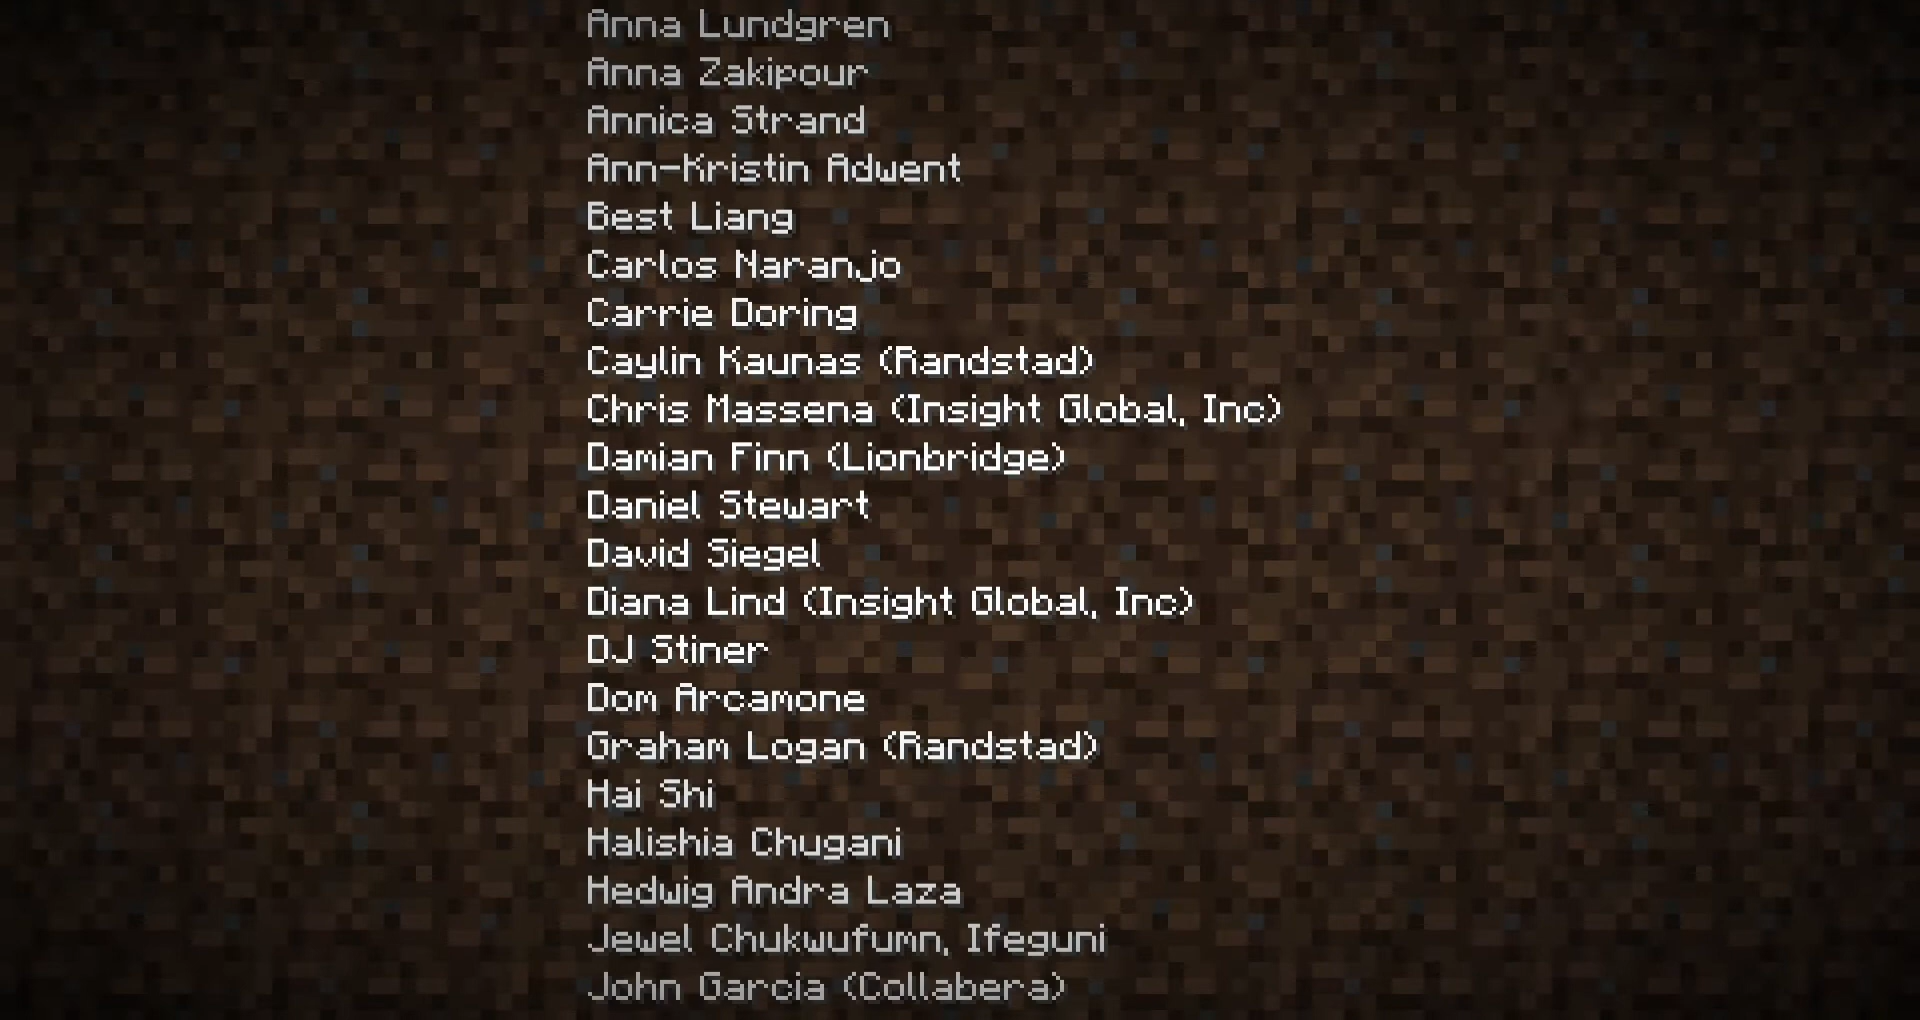 Anna Lundgren
Anna Zakipour
Annica Strand
Ann-Kristin Adwent
Best Liang
Carlos Naranjo
Carrie Doring
Caylin Kaunas (Randstad)
Chris Massena (Insight Global, Inc)
Damian Finn (Lionbridge)
Daniel Stewart
David Siegel
Diana Lind (Insight Global, Inc)
DJ Stiner
Dom Arcamone
Graham Logan (Randstad)
Hai Shi
Halishia Chugani
Hedwig Andra Laza
Jewel Chukwufumn, Ifeguni
John Garcia (Collabera)